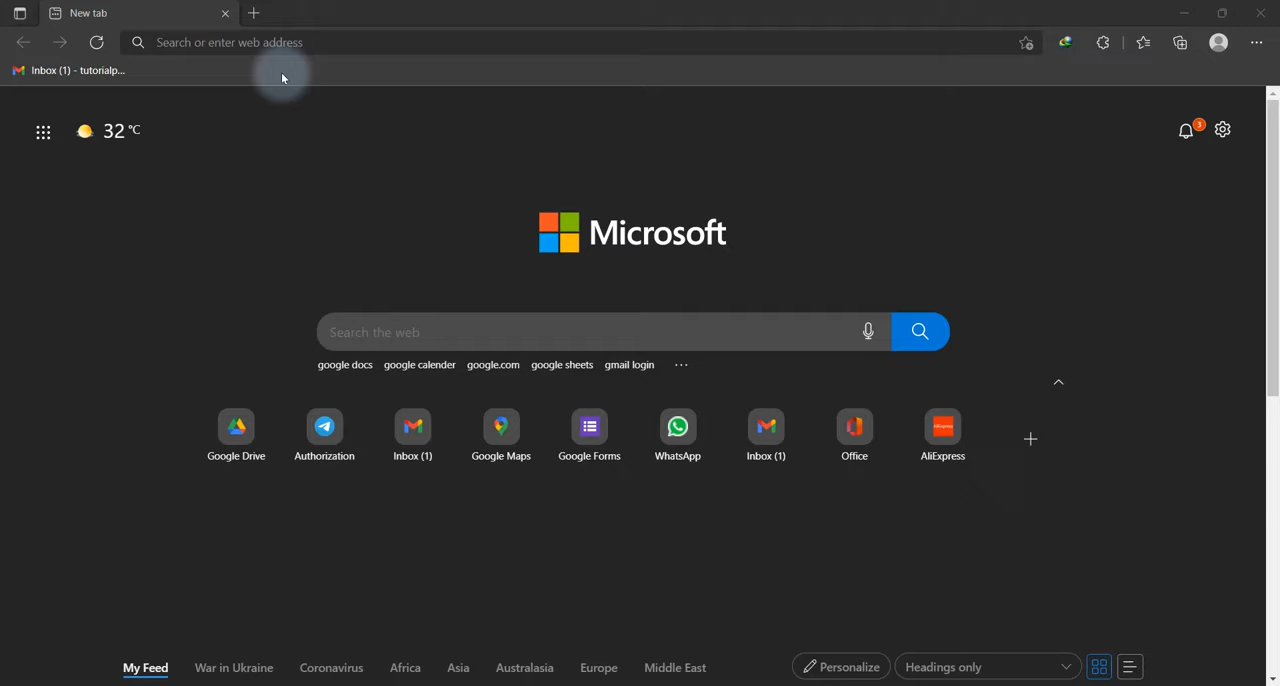 New tab
Search or enter web address
Inbox (1) - tutorialp...
32 °C
3
Microsoft
Search the web
google docs google calender google.com google sheets gmail login ...
Google Drive Authorization Inbox (1) Google Maps Google Forms WhatsApp Inbox (1) Office AliExpress
My Feed War in Ukraine Coronavirus Africa Asia Australasia Europe Middle East Personalize Headings only